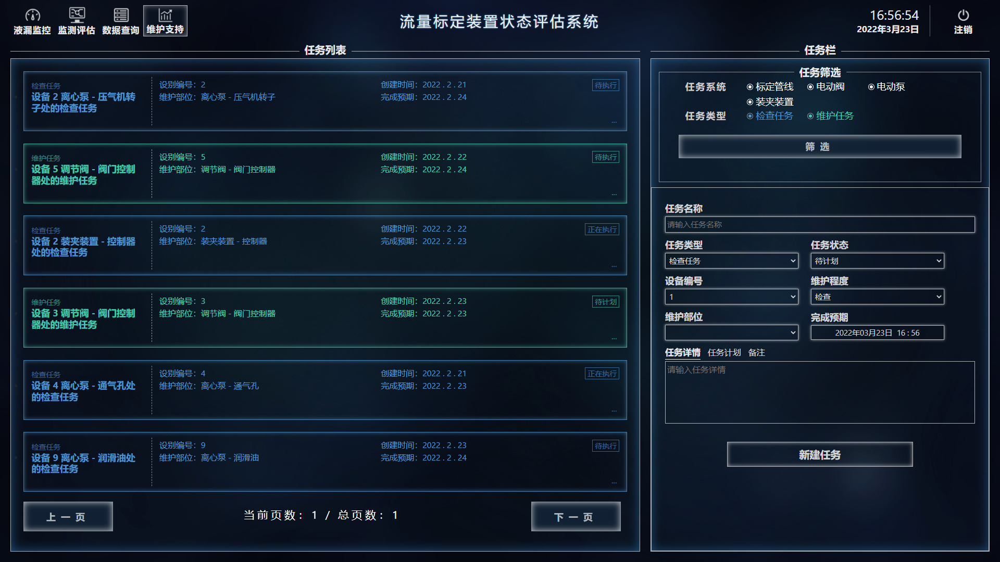 液漏监控
监测评估
数据查询
维护支持
流量标定装置状态评估系统
16:56:54
2022年3月23日
注销
任务列表
检查任务
设备 2 离心泵 - 压气机转
子处的检查任务
设别编号：2
维护部位：离心泵 - 压气机转子
创建时间：2022 . 2 . 21
完成预期：2022 . 2 . 24
待执行
...
维护任务
设备 5 调节阀 - 阀门控制
器处的维护任务
设别编号：5
维护部位：调节阀 - 阀门控制器
创建时间：2022 . 2 . 22
完成预期：2022 . 2 . 24
待执行
...
检查任务
设备 2 装夹装置 - 控制器
处的检查任务
设别编号：2
维护部位：装夹装置 - 控制器
创建时间：2022 . 2 . 22
完成预期：2022 . 2 . 23
正在执行
...
维护任务
设备 3 调节阀 - 阀门控制
器处的维护任务
设别编号：3
维护部位：调节阀 - 阀门控制器
创建时间：2022 . 2 . 23
完成预期：2022 . 2 . 23
待计划
...
检查任务
设备 4 离心泵 - 通气孔处
的检查任务
设别编号：4
维护部位：离心泵 - 通气孔
创建时间：2022 . 2 . 21
完成预期：2022 . 2 . 23
正在执行
...
检查任务
设备 9 离心泵 - 润滑油处
的检查任务
设别编号：9
维护部位：离心泵 - 润滑油
创建时间：2022 . 2 . 23
完成预期：2022 . 2 . 24
待执行
...
上一页
当前页数：1 / 总页数：1
下一页
任务栏
任务筛选
任务系统 标定管线 电动阀 电动泵
装夹装置
任务类型 检查任务 维护任务
筛选
任务名称
请输入任务名称
任务类型 任务状态
检查任务 待计划
设备编号 维护程度
1 检查
维护部位 完成预期
2022年03月23日 16 : 56
任务详情 任务计划 备注
请输入任务详情
新建任务